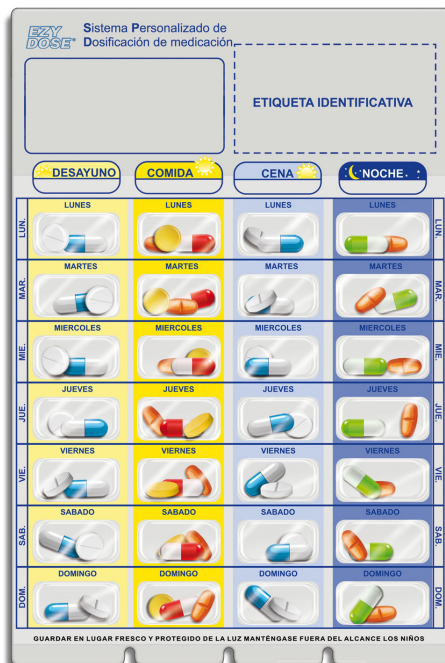 EZY DOSE®
Sistema Personalizado de
Dosificación de medicación
ETIQUETA IDENTIFICATIVA
DESAYUNO COMIDA CENA NOCHE
LUN. LUNES LUNES LUNES LUNES LUN.
MAR. MARTES MARTES MARTES MARTES MAR.
MIE. MIERCOLES MIERCOLES MIERCOLES MIERCOLES MIE.
JUE. JUEVES JUEVES JUEVES JUEVES JUE.
VIE. VIERNES VIERNES VIERNES VIERNES VIE.
SAB. SABADO SABADO SABADO SABADO SAB.
DOM. DOMINGO DOMINGO DOMINGO DOMINGO DOM.
GUARDAR EN LUGAR FRESCO Y PROTEGIDO DE LA LUZ MANTÉNGASE FUERA DEL ALCANCE LOS NIÑOS